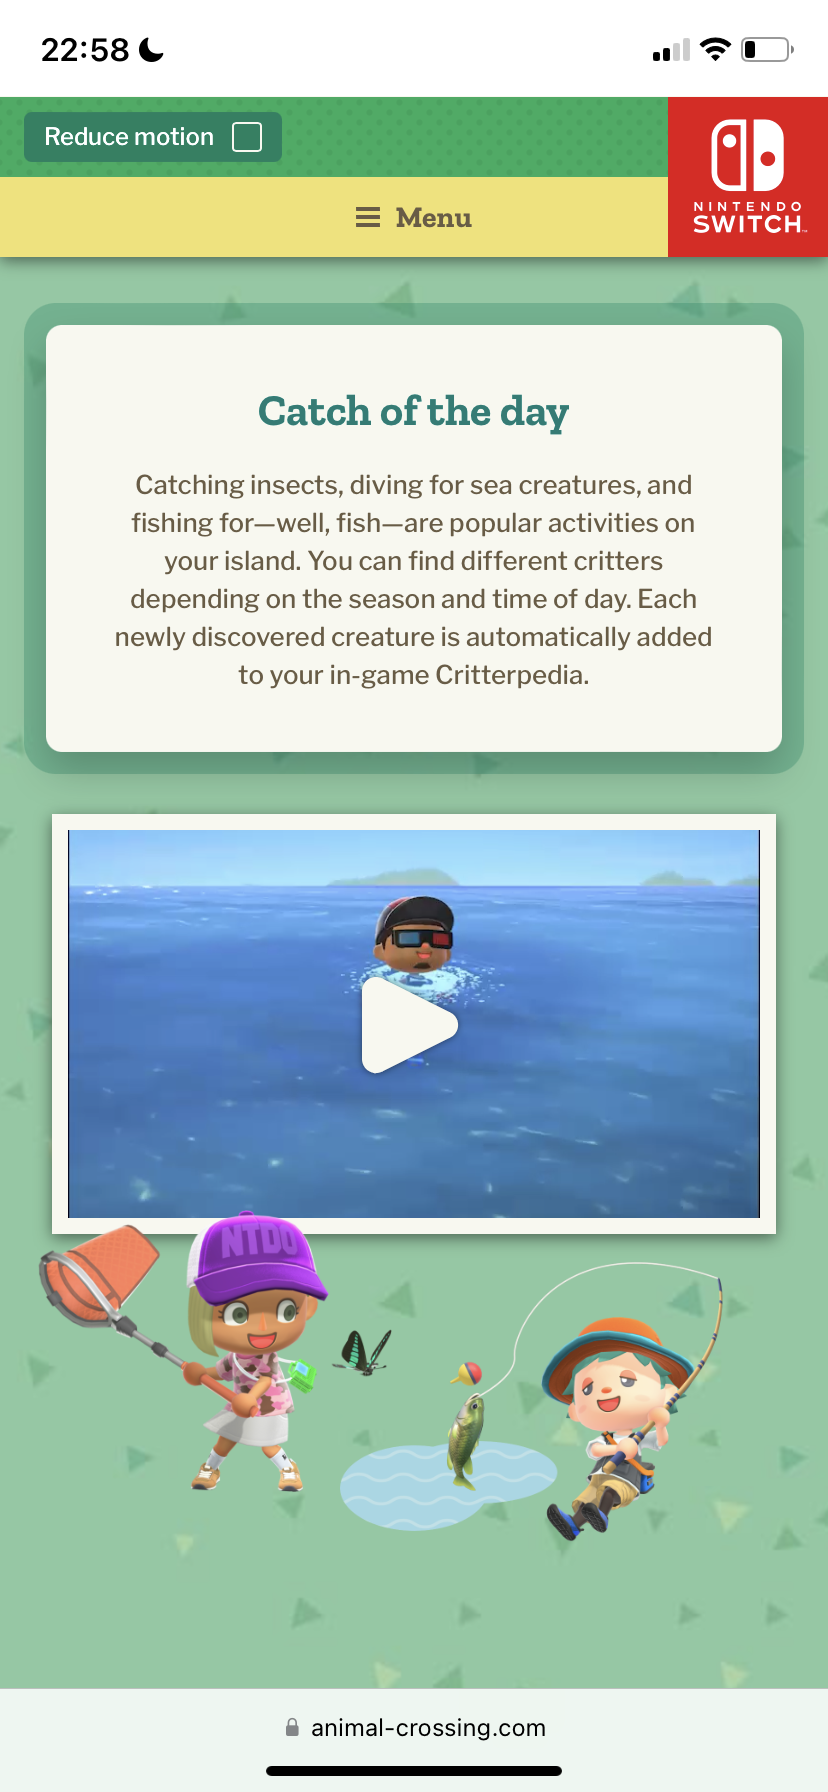 22:58
Reduce motion
Menu
NINTENDO
SWITCH™
Catch of the day
Catching insects, diving for sea creatures, and
fishing for—well, fish—are popular activities on
your island. You can find different critters
depending on the season and time of day. Each
newly discovered creature is automatically added
to your in-game Critterpedia.
NTDO
animal-crossing.com